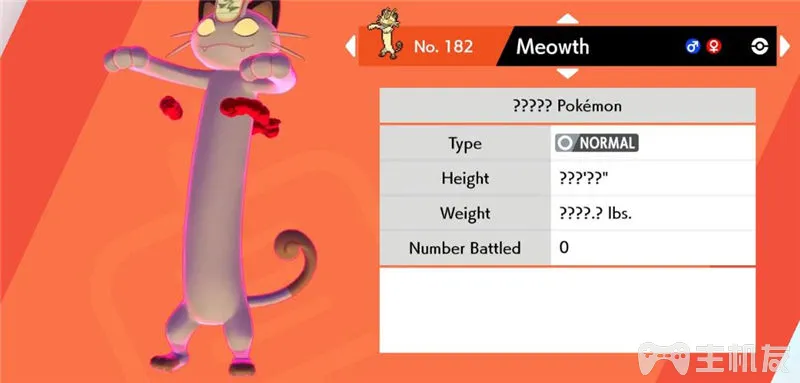 No. 182 Meowth ♂ ♀
????? Pokémon
Type NORMAL
Height ???'??"
Weight ????.? lbs.
Number Battled 0
主机友